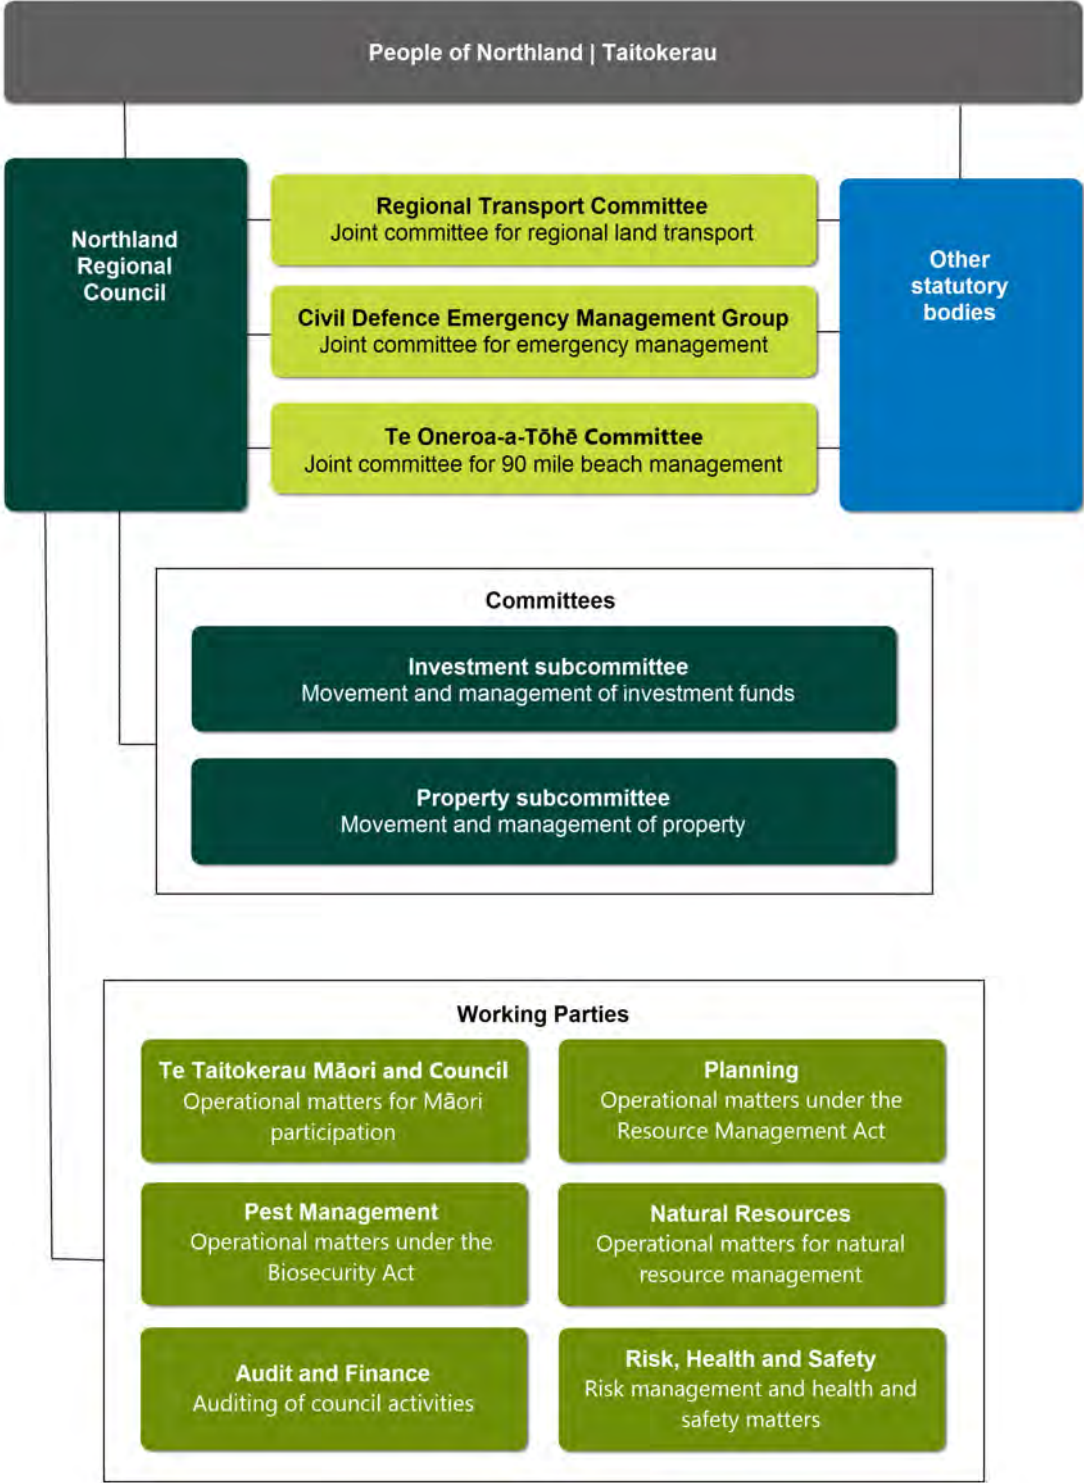 People of Northland | Taitokerau
Northland
Regional
Council
Regional Transport Committee
Joint committee for regional land transport
Civil Defence Emergency Management Group
Joint committee for emergency management
Te Oneroa-a-Tōhē Committee
Joint committee for 90 mile beach management
Other
statutory
bodies
Committees
Investment subcommittee
Movement and management of investment funds
Property subcommittee
Movement and management of property
Working Parties
Te Taitokerau Māori and Council
Operational matters for Māori
participation
Planning
Operational matters under the
Resource Management Act
Pest Management
Operational matters under the
Biosecurity Act
Natural Resources
Operational matters for natural
resource management
Audit and Finance
Auditing of council activities
Risk, Health and Safety
Risk management and health and
safety matters